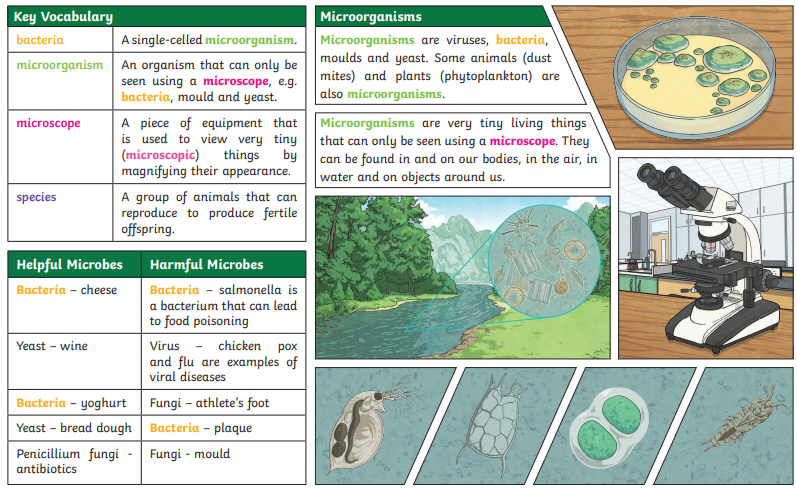 Key Vocabulary
bacteria
A single-celled microorganism.
microorganism
An organism that can only be
seen using a microscope, e.g.
bacteria, mould and yeast.
microscope
A piece of equipment that
is used to view very tiny
(microscopic) things by
magnifying their appearance.
species
A group of animals that can
reproduce to produce fertile
offspring.
Helpful Microbes
Harmful Microbes
Bacteria – cheese
Bacteria – salmonella is
a bacterium that can lead
to food poisoning
Yeast – wine
Virus – chicken pox
and flu are examples of
viral diseases
Bacteria – yoghurt
Fungi – athlete's foot
Yeast – bread dough
Bacteria – plaque
Penicillium fungi -
antibiotics
Fungi - mould
Microorganisms
Microorganisms are viruses, bacteria,
moulds and yeast. Some animals (dust
mites) and plants (phytoplankton) are
also microorganisms.
Microorganisms are very tiny living things
that can only be seen using a microscope. They
can be found in and on our bodies, in the air, in
water and on objects around us.